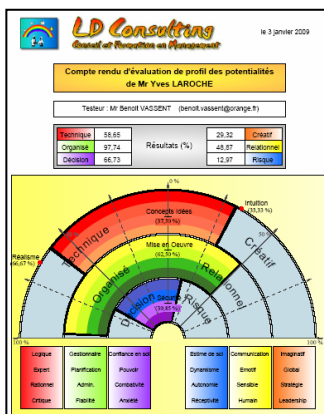 LD Consulting
Conseil et Formation en Management
le 3 janvier 2009
Compte rendu d'évaluation de profil des potentialités
de Mr Yves LAROCHE
Testeur : Mr Benoit VASSENT (benoit.vassent@orange.fr)
Technique 58,65 Résultats (%) 29,32 Créatif
Organisé 97,74 48,87 Relationnel
Décision 66,73 12,97 Risque
0 %
Intuition
(33,33 %)
Concepts Idées
(37,50 %)
50
Réalisme
(66,67 %)
Technique
Créatif
Mise en Oeuvre
(62,50 %)
Organisé
Relationnel
Sécurité
Décision
Risque
100 % 100 %
Logique Gestionnaire Confiance en soi Estime de soi Communication Imaginatif
Expert Planification Pouvoir Dynamisme Emotif Global
Rationnel Admin. Combativité Autonomie Sensible Stratégie
Critique Fiabilité Anxiété Réceptivité Humain Leadership